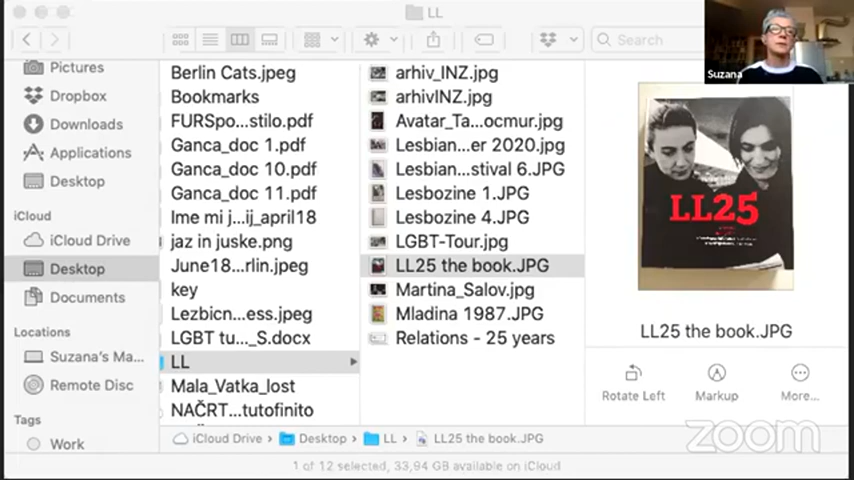 LL
Search
Suzana
Pictures
Dropbox
Downloads
Applications
Desktop
iCloud
iCloud Drive
Desktop
Documents
Locations
Suzana's Ma...
Remote Disc
Tags
Work
Berlin Cats.jpeg
Bookmarks
FURSpo...stilo.pdf
Ganca_doc 1.pdf
Ganca_doc 10.pdf
Ganca_doc 11.pdf
Ime mi j...ij_april18
jaz in juske.png
June18...rlin.jpeg
key
Lezbicn...ess.jpeg
LGBT tu..._S.docx
LL
Mala_Vatka_lost
NAČRT...tutofinito
arhiv_INZ.jpg
arhivINZ.jpg
Avatar_Ta...ocmur.jpg
Lesbian...er 2020.jpg
Lesbian...stival 6.JPG
Lesbozine 1.JPG
Lesbozine 4.JPG
LGBT-Tour.jpg
LL25 the book.JPG
Martina_Salov.jpg
Mladina 1987.JPG
Relations - 25 years
LL25
LL25 the book.JPG
Rotate Left
Markup
More...
iCloud Drive > Desktop > LL > LL25 the book.JPG
zoom
1 of 12 selected, 33,94 GB available on iCloud